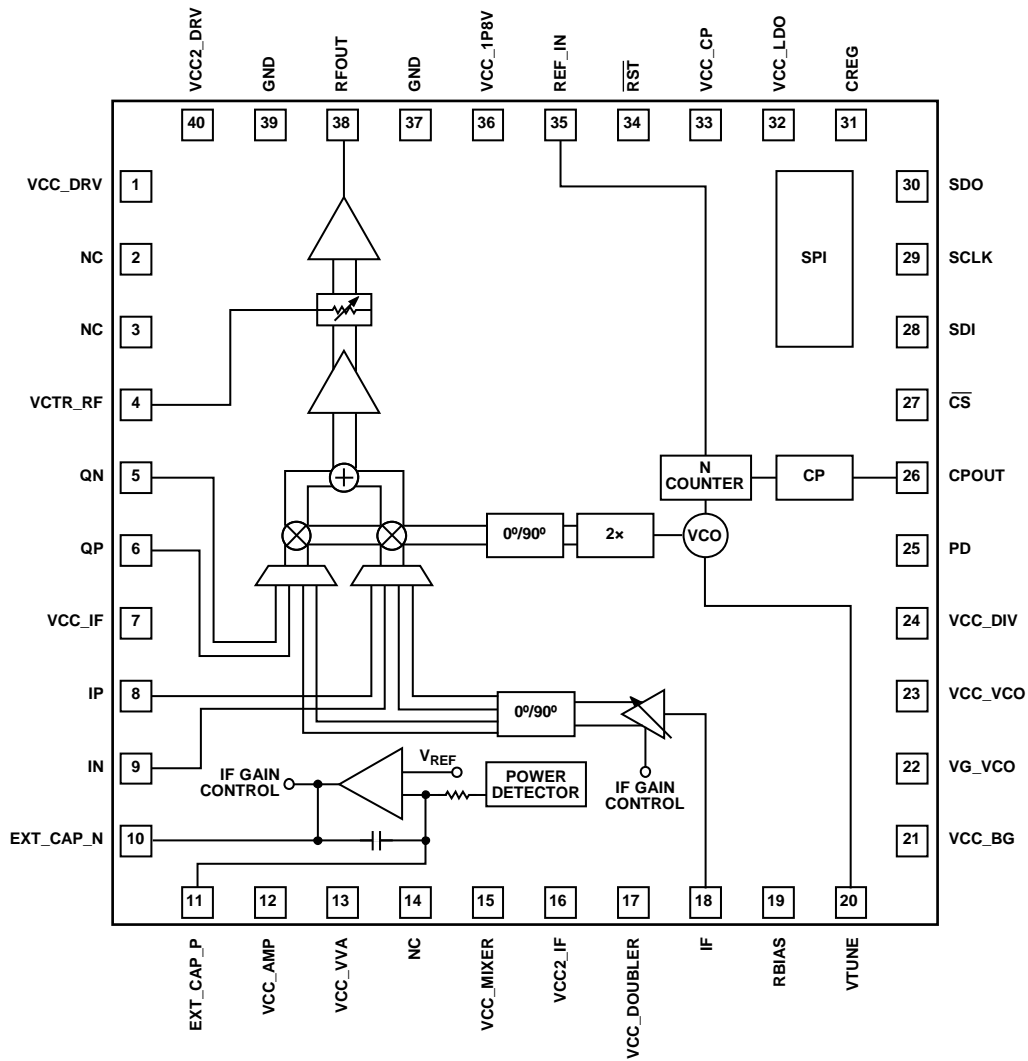 VCC2_DRV
GND
RFOUT
GND
VCC_1P8V
REF_IN
RST
VCC_CP
VCC_LDO
CREG
40
39
38
37
36
35
34
33
32
31
VCC_DRV
1
30
SDO
NC
2
SPI
29
SCLK
NC
3
28
SDI
VCTR_RF
4
27
CS
QN
5
N
COUNTER
CP
26
CPOUT
QP
6
0º/90º
2×
VCO
25
PD
VCC_IF
7
24
VCC_DIV
IP
8
0º/90º
23
VCC_VCO
IN
9
IF GAIN
CONTROL
VREF
POWER
DETECTOR
IF GAIN
CONTROL
22
VG_VCO
EXT_CAP_N
10
21
VCC_BG
11
12
13
14
15
16
17
18
19
20
EXT_CAP_P
VCC_AMP
VCC_VVA
NC
VCC_MIXER
VCC2_IF
VCC_DOUBLER
IF
RBIAS
VTUNE